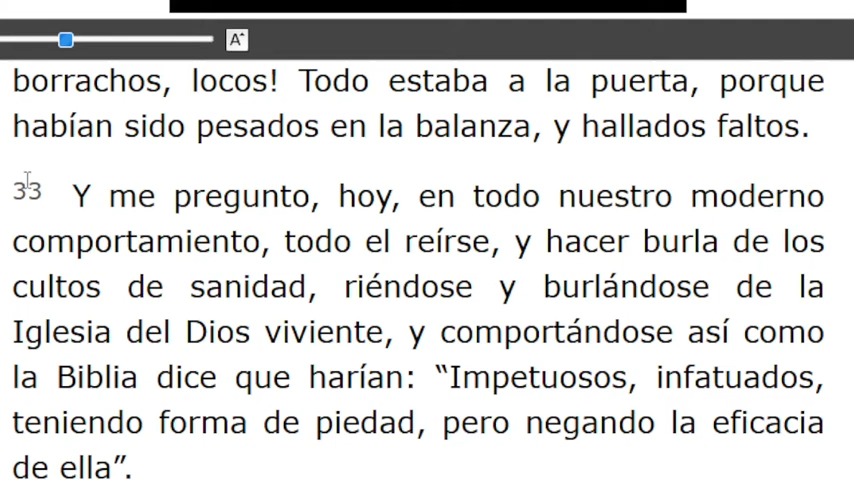 A^
borrachos, locos! Todo estaba a la puerta, porque
habían sido pesados en la balanza, y hallados faltos.
33 Y me pregunto, hoy, en todo nuestro moderno
comportamiento, todo el reírse, y hacer burla de los
cultos de sanidad, riéndose y burlándose de la
Iglesia del Dios viviente, y comportándose así como
la Biblia dice que harían: “Impetuosos, infatuados,
teniendo forma de piedad, pero negando la eficacia
de ella”.